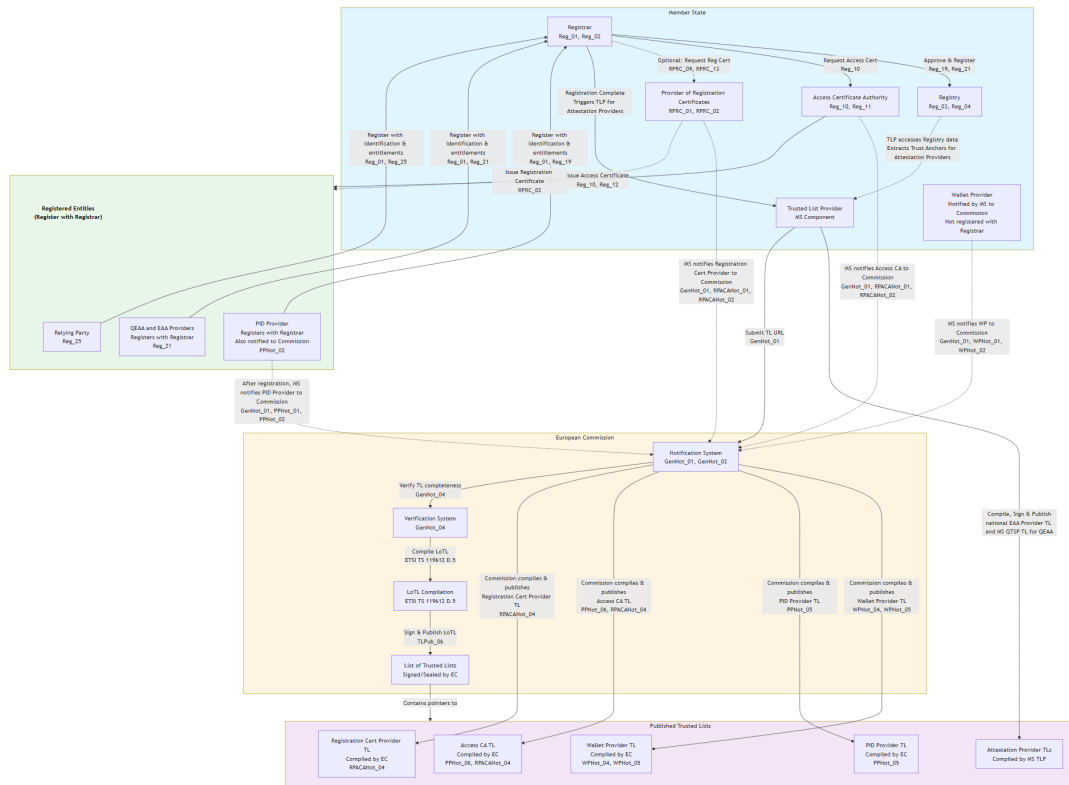 Member State
Registrar
Reg_01, Reg_02
Optional: Request Reg Cert
RPRC_09, RPRC_13
Request Access Cert
Reg_10
Approve & Register
Reg_19, Reg_21
Registration Complete
Triggers TLP for
Attestation Providers
Provider of Registration
Certificates
RPRC_01, RPRC_02
Access Certificate Authority
Reg_10, Reg_11
Registry
Reg_03, Reg_04
Register with
Identification &
entitlements
Reg_01, Reg_25
Register with
Identification &
entitlements
Reg_01, Reg_21
Register with
Identification &
entitlements
Reg_01, Reg_19
TLP accesses Registry data
Extracts Trust Anchors for
Attestation Providers
Issue Registration
Certificate
RPRC_02
Issue Access Certificate
Reg_10, Reg_12
Registered Entities
(Register with Registrar)
Trusted List Provider
MS Component
Wallet Provider
Notified by MS to
Commission
Not registered with
Registrar
MS notifies Registration
Cert Provider to
Commission
GenNot_01, RPACANot_01,
RPACANot_02
MS notifies Access CA to
Commission
GenNot_01, RPACANot_01,
RPACANot_02
Relying Party
Reg_25
QEAA and EAA Providers
Registers with Registrar
Reg_21
PID Provider
Registers with Registrar
Also notified to Commission
PPNot_02
Submit TL URL
GenNot_01
MS notifies WP to
Commission
GenNot_01, WPNot_01,
WPNot_02
After registration, MS
notifies PID Provider to
Commission
GenNot_01, PPNot_01,
PPNot_02
European Commission
Notification System
GenNot_01, GenNot_02
Verify TL completeness
GenNot_04
Verification System
GenNot_04
Compile LoTL
ETSI TS 119612 D.5
LoTL Compilation
ETSI TS 119612 D.5
Sign & Publish LoTL
TLPub_06
List of Trusted Lists
Signed/Sealed by EC
Commission compiles &
publishes
Registration Cert Provider
TL
RPACANot_04
Commission compiles &
publishes
Access CA TL
PPNot_06, RPACANot_04
Commission compiles &
publishes
PID Provider TL
PPNot_05
Commission compiles &
publishes
Wallet Provider TL
WPNot_04, WPNot_05
Compile, Sign & Publish
national EAA Provider TL
and MS QTSP TL for QEAA
Contains pointers to
Published Trusted Lists
Registration Cert Provider
TL
Compiled by EC
RPACANot_04
Access CA TL
Compiled by EC
PPNot_06, RPACANot_04
Wallet Provider TL
Compiled by EC
WPNot_04, WPNot_05
PID Provider TL
Compiled by EC
PPNot_05
Attestation Provider TLs
Compiled by MS TLP